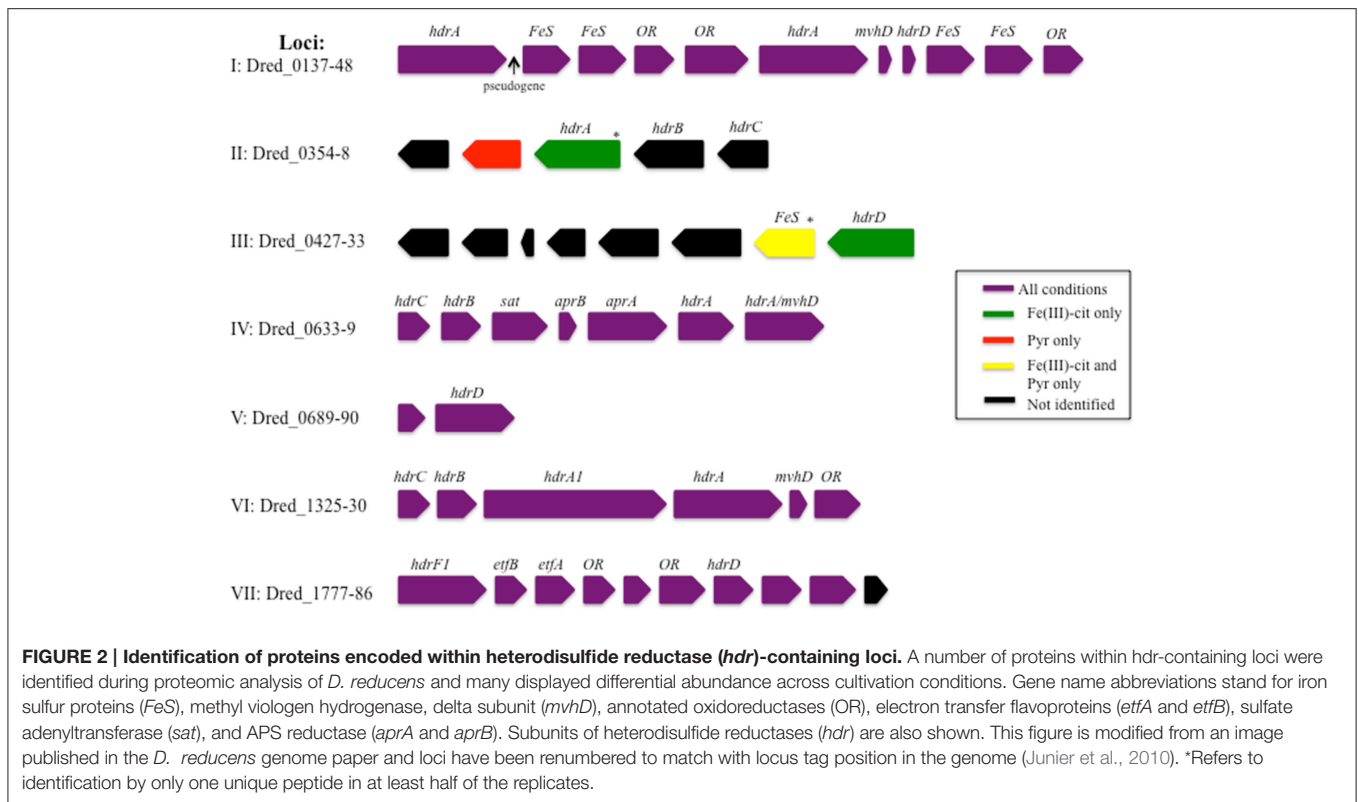 Loci:
hdrA FeS FeS OR OR hdrA mvhD hdrD FeS FeS OR
I: Dred_0137-48
pseudogene
hdrA * hdrB hdrC
II: Dred_0354-8
FeS * hdrD
III: Dred_0427-33
hdrC hdrB sat aprB aprA hdrA hdrA/mvhD
IV: Dred_0633-9
hdrD
V: Dred_0689-90
hdrC hdrB hdrA1 hdrA mvhD OR
VI: Dred_1325-30
hdrF1 etfB etfA OR OR hdrD
VII: Dred_1777-86
All conditions
Fe(III)-cit only
Pyr only
Fe(III)-cit and
Pyr only
Not identified
FIGURE 2 | Identification of proteins encoded within heterodisulfide reductase (hdr)-containing loci. A number of proteins within hdr-containing loci were
identified during proteomic analysis of D. reducens and many displayed differential abundance across cultivation conditions. Gene name abbreviations stand for iron
sulfur proteins (FeS), methyl viologen hydrogenase, delta subunit (mvhD), annotated oxidoreductases (OR), electron transfer flavoproteins (etfA and etfB), sulfate
adenyltransferase (sat), and APS reductase (aprA and aprB). Subunits of heterodisulfide reductases (hdr) are also shown. This figure is modified from an image
published in the D. reducens genome paper and loci have been renumbered to match with locus tag position in the genome (Junier et al., 2010). *Refers to
identification by only one unique peptide in at least half of the replicates.